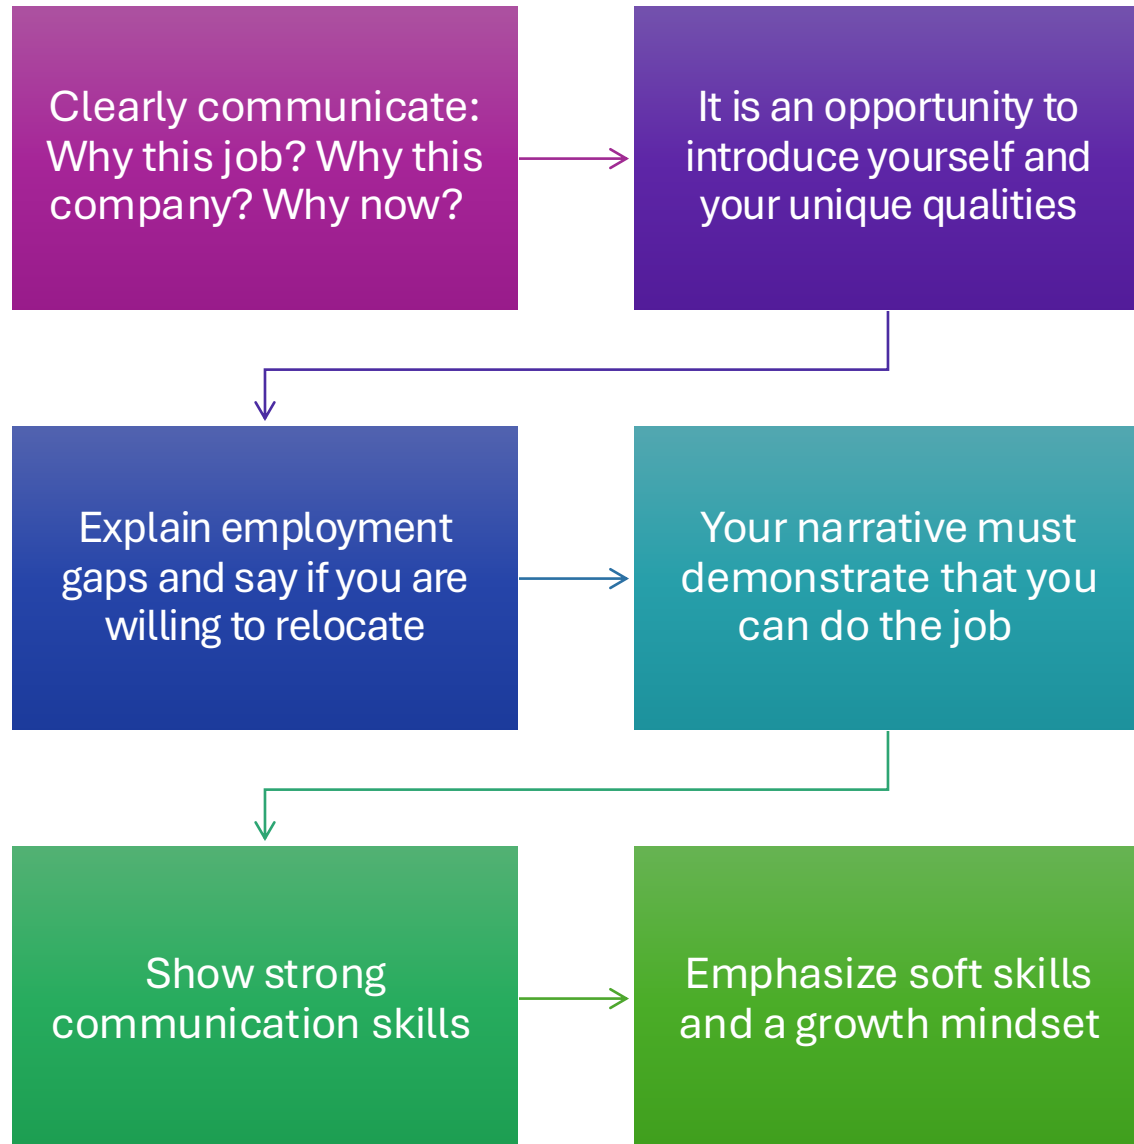 Clearly communicate:
Why this job? Why this
company? Why now?
It is an opportunity to
introduce yourself and
your unique qualities
Explain employment
gaps and say if you are
willing to relocate
Your narrative must
demonstrate that you
can do the job
Show strong
communication skills
Emphasize soft skills
and a growth mindset